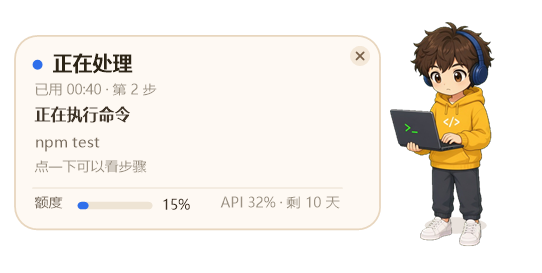 正在处理
已用 00:40 · 第 2 步
正在执行命令
npm test
点一下可以看步骤
额度 15% API 32% · 剩 10 天
>_
</>